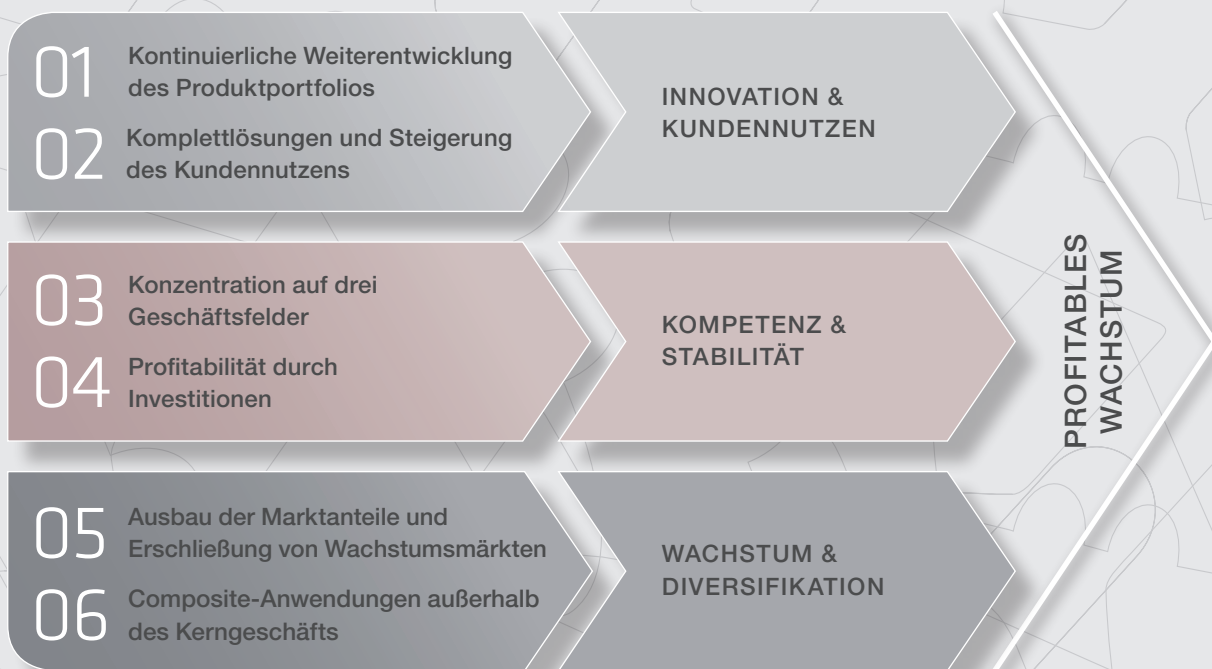 01
Kontinuierliche Weiterentwicklung
des Produktportfolios
02
Komplettlösungen und Steigerung
des Kundennutzens
INNOVATION &
KUNDENNUTZEN
03
Konzentration auf drei
Geschäftsfelder
04
Profitabilität durch
Investitionen
KOMPETENZ &
STABILITÄT
05
Ausbau der Marktanteile und
Erschließung von Wachstumsmärkten
06
Composite-Anwendungen außerhalb
des Kerngeschäfts
WACHSTUM &
DIVERSIFIKATION
PROFITABLES
WACHSTUM